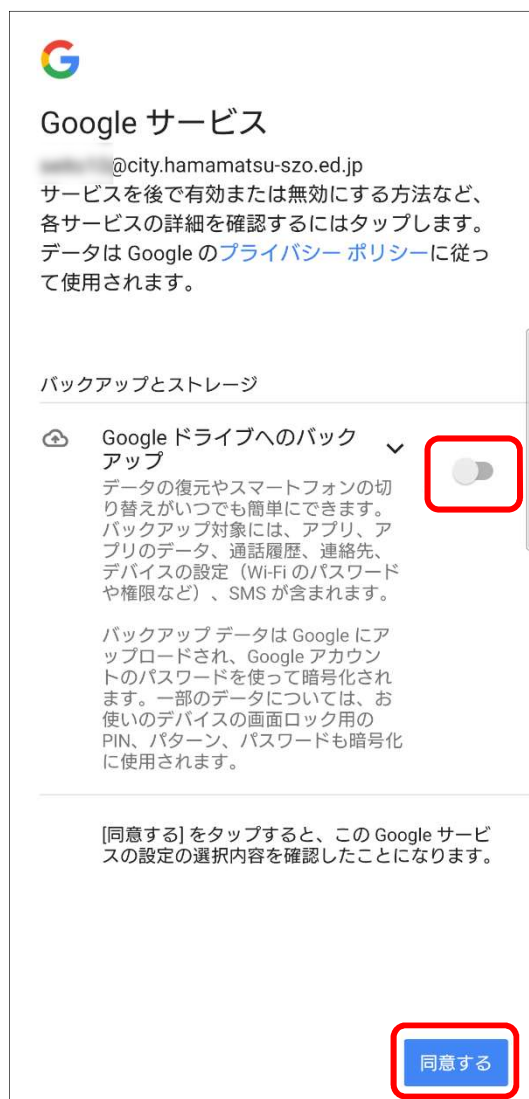 Google サービス
@city.hamamatsu-szo.ed.jp
サービスを後で有効または無効にする方法など、
各サービスの詳細を確認するにはタップします。
データは Google のプライバシー ポリシーに従っ
て使用されます。
バックアップとストレージ
Google ドライブへのバック
アップ
データの復元やスマートフォンの切
り替えがいつでも簡単にできます。
バックアップ対象には、アプリ、ア
プリのデータ、通話履歴、連絡先、
デバイスの設定（Wi-Fi のパスワード
や権限など）、SMS が含まれます。
バックアップ データは Google にア
ップロードされ、Google アカウン
トのパスワードを使って暗号化され
ます。一部のデータについては、お
使いのデバイスの画面ロック用の
PIN、パターン、パスワードも暗号化
に使用されます。
[同意する] をタップすると、この Google サービ
スの設定の選択内容を確認したことになります。
同意する